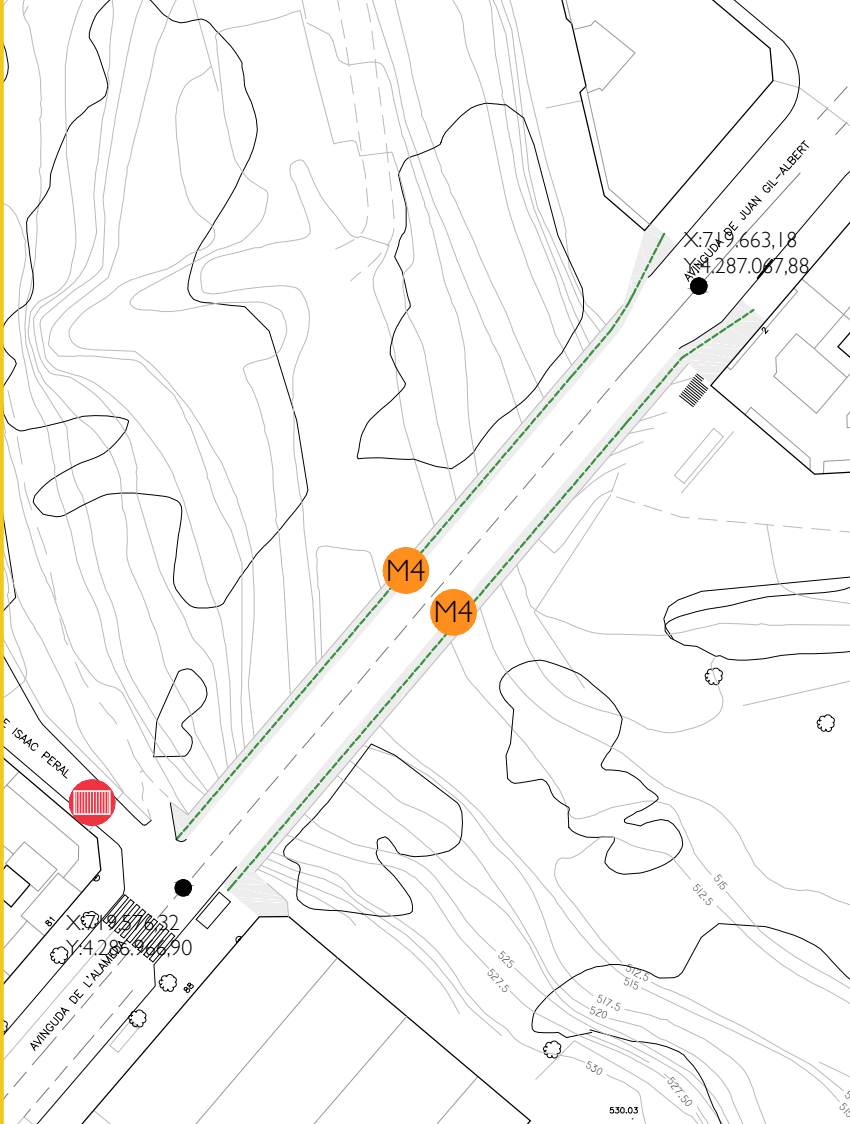 AVINGUDA DE JUAN GIL-ALBERT
X:719.663,18
Y:4.287.067,88
2
M4
M4
E ISAAC PERAL
81
X:719.576,32
Y:4.286.966,90
AVINGUDA DE L'ALAMEDA
88
515
512.5
525
527.5
512.5
515
517.5
520
530
527.50
530.03